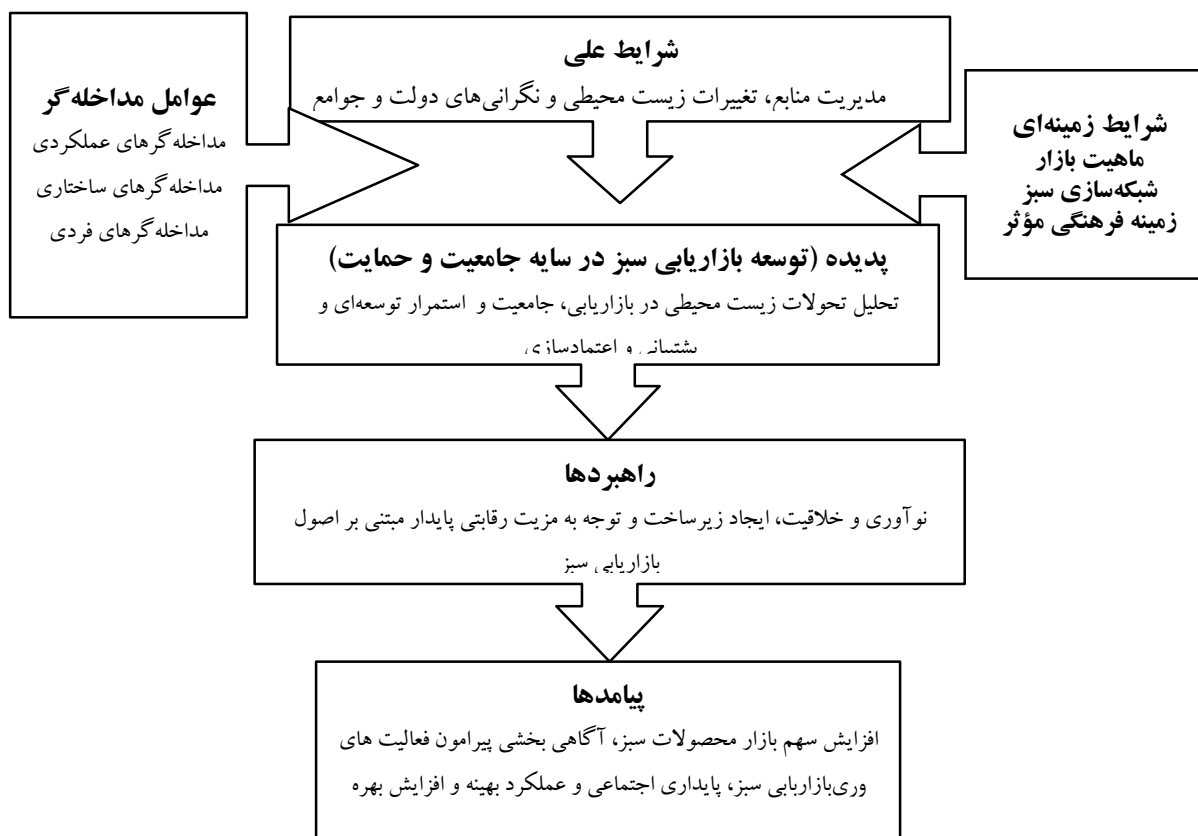 شرایط علی
مدیریت منابع، تغییرات زیست محیطی و نگرانی‌های دولت و جوامع
شرایط زمینه‌ای
ماهیت بازار
شبکه‌سازی سبز
زمینه فرهنگی مؤثر
عوامل مداخله‌گر
مداخله‌گرهای عملکردی
مداخله‌گرهای ساختاری
مداخله‌گرهای فردی
پدیده (توسعه بازاریابی سبز در سایه جامعیت و حمایت)
تحلیل تحولات زیست محیطی در بازاریابی، جامعیت و استمرار توسعه‌ای و
پشتیبانی و اعتمادسازی
راهبردها
نوآوری و خلاقیت، ایجاد زیرساخت و توجه به مزیت رقابتی پایدار مبتنی بر اصول
بازاریابی سبز
پیامدها
افزایش سهم بازار محصولات سبز، آگاهی بخشی پیرامون فعالیت های
وری‌بازاریابی سبز، پایداری اجتماعی و عملکرد بهینه و افزایش بهره